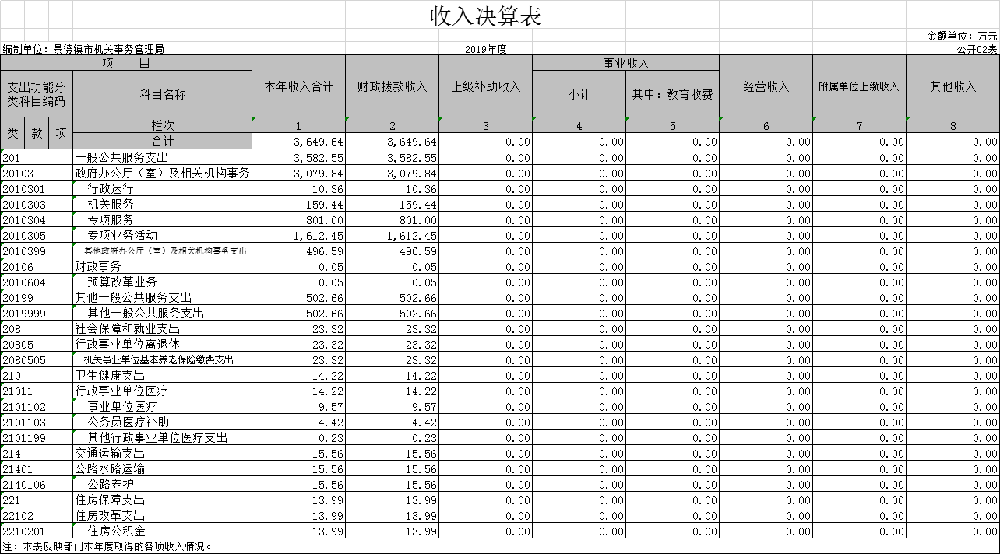 收入决算表
金额单位：万元
编制单位：景德镇市机关事务管理局 2019年度 公开02表
项 目 本年收入合计 财政拨款收入 上级补助收入 事业收入 经营收入 附属单位上缴收入 其他收入
支出功能分类科目编码 科目名称 小计 其中：教育收费
类 款 项 栏次 1 2 3 4 5 6 7 8
合计 3,649.64 3,649.64 0.00 0.00 0.00 0.00 0.00 0.00
201 一般公共服务支出 3,582.55 3,582.55 0.00 0.00 0.00 0.00 0.00 0.00
20103 政府办公厅（室）及相关机构事务 3,079.84 3,079.84 0.00 0.00 0.00 0.00 0.00 0.00
2010301 行政运行 10.36 10.36 0.00 0.00 0.00 0.00 0.00 0.00
2010303 机关服务 159.44 159.44 0.00 0.00 0.00 0.00 0.00 0.00
2010304 专项服务 801.00 801.00 0.00 0.00 0.00 0.00 0.00 0.00
2010305 专项业务活动 1,612.45 1,612.45 0.00 0.00 0.00 0.00 0.00 0.00
2010399 其他政府办公厅（室）及相关机构事务支出 496.59 496.59 0.00 0.00 0.00 0.00 0.00 0.00
20106 财政事务 0.05 0.05 0.00 0.00 0.00 0.00 0.00 0.00
2010604 预算改革业务 0.05 0.05 0.00 0.00 0.00 0.00 0.00 0.00
20199 其他一般公共服务支出 502.66 502.66 0.00 0.00 0.00 0.00 0.00 0.00
2019999 其他一般公共服务支出 502.66 502.66 0.00 0.00 0.00 0.00 0.00 0.00
208 社会保障和就业支出 23.32 23.32 0.00 0.00 0.00 0.00 0.00 0.00
20805 行政事业单位离退休 23.32 23.32 0.00 0.00 0.00 0.00 0.00 0.00
2080505 机关事业单位基本养老保险缴费支出 23.32 23.32 0.00 0.00 0.00 0.00 0.00 0.00
210 卫生健康支出 14.22 14.22 0.00 0.00 0.00 0.00 0.00 0.00
21011 行政事业单位医疗 14.22 14.22 0.00 0.00 0.00 0.00 0.00 0.00
2101102 事业单位医疗 9.57 9.57 0.00 0.00 0.00 0.00 0.00 0.00
2101103 公务员医疗补助 4.42 4.42 0.00 0.00 0.00 0.00 0.00 0.00
2101199 其他行政事业单位医疗支出 0.23 0.23 0.00 0.00 0.00 0.00 0.00 0.00
214 交通运输支出 15.56 15.56 0.00 0.00 0.00 0.00 0.00 0.00
21401 公路水路运输 15.56 15.56 0.00 0.00 0.00 0.00 0.00 0.00
2140106 公路养护 15.56 15.56 0.00 0.00 0.00 0.00 0.00 0.00
221 住房保障支出 13.99 13.99 0.00 0.00 0.00 0.00 0.00 0.00
22102 住房改革支出 13.99 13.99 0.00 0.00 0.00 0.00 0.00 0.00
2210201 住房公积金 13.99 13.99 0.00 0.00 0.00 0.00 0.00 0.00
注：本表反映部门本年度取得的各项收入情况。